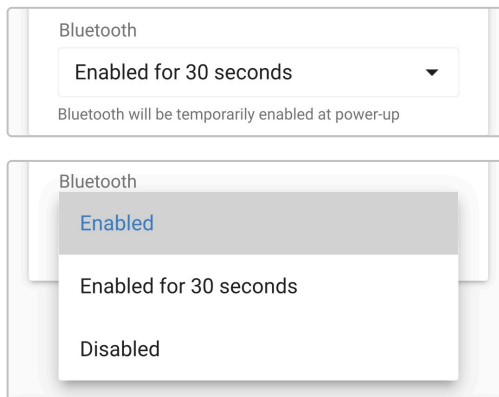 Bluetooth
Enabled for 30 seconds
Bluetooth will be temporarily enabled at power-up
Bluetooth
Enabled
Enabled for 30 seconds
Disabled